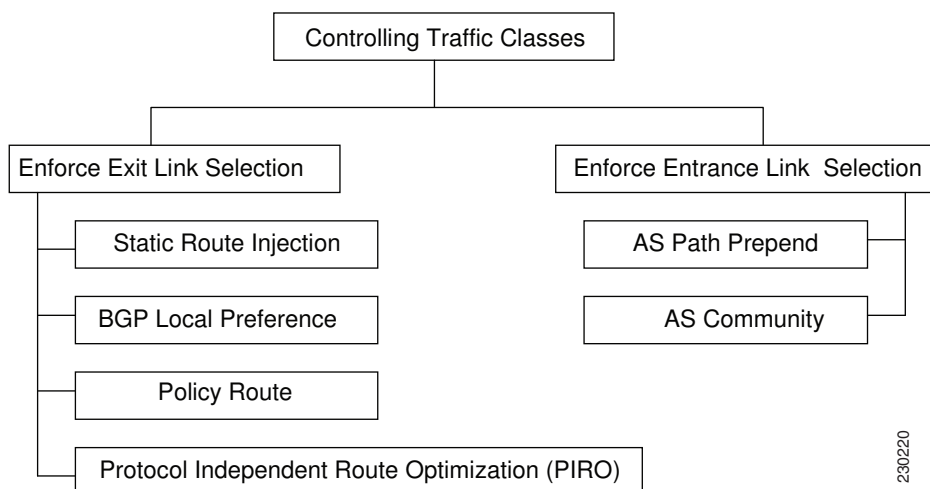 Controlling Traffic Classes
Enforce Exit Link Selection
Static Route Injection
BGP Local Preference
Policy Route
Protocol Independent Route Optimization (PIRO)
Enforce Entrance Link Selection
AS Path Prepend
AS Community
230220